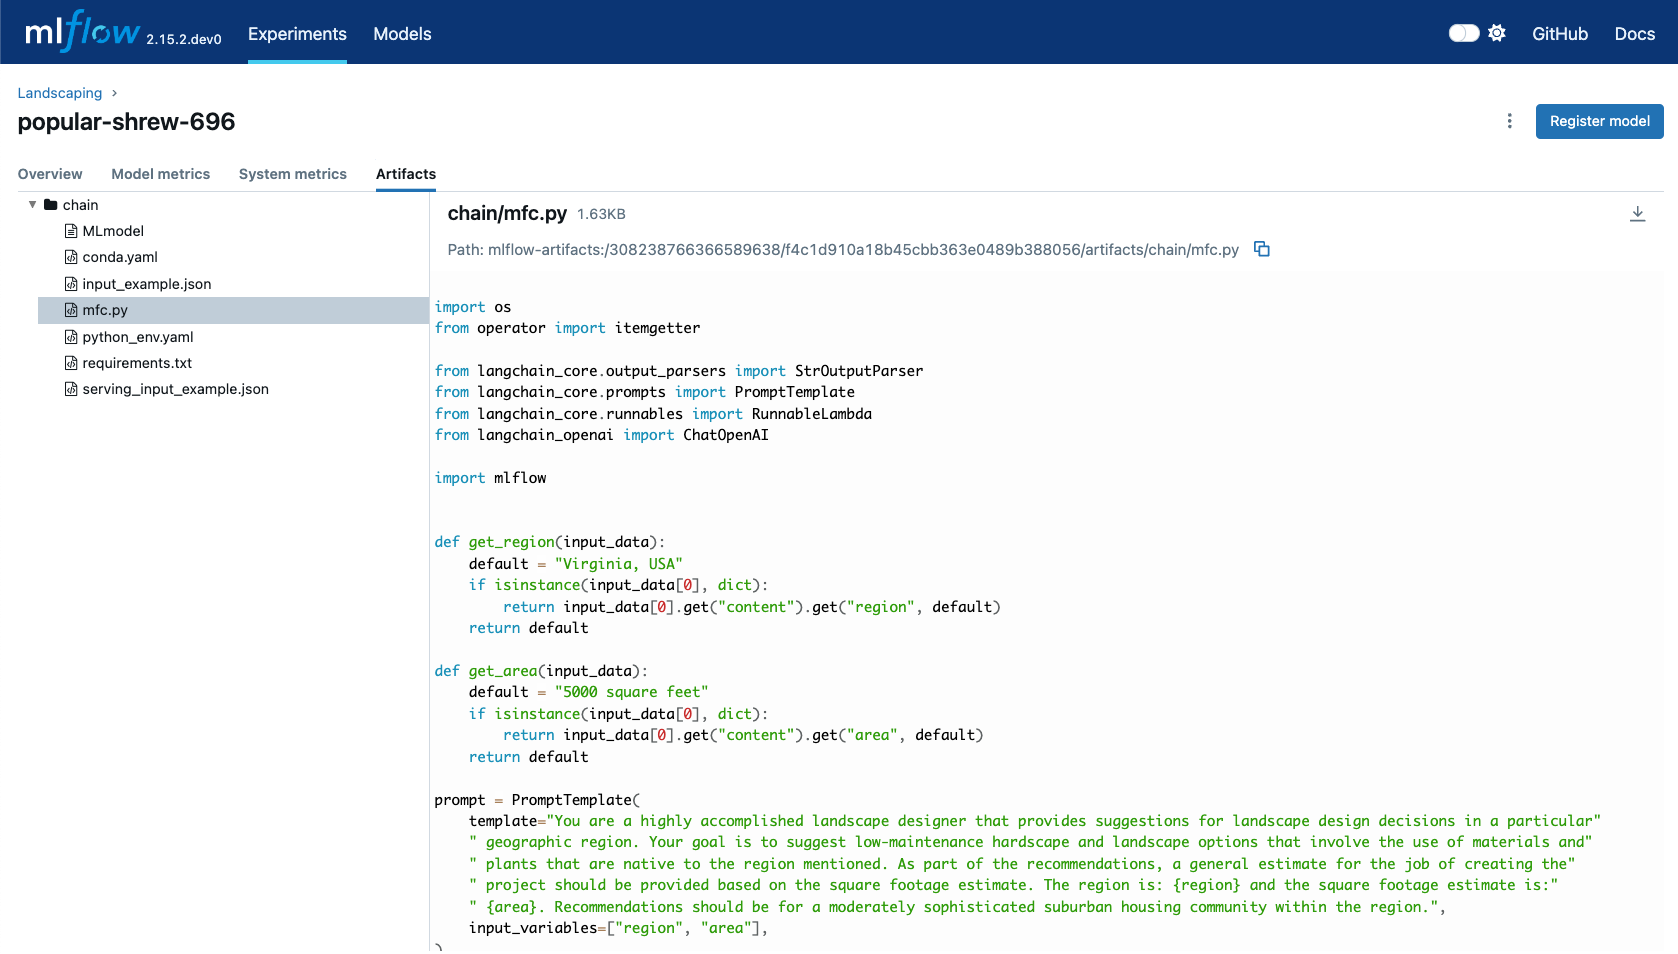 mlflow 2.15.2.dev0 Experiments Models GitHub Docs
Landscaping >
popular-shrew-696
Register model
Overview Model metrics System metrics Artifacts
chain
MLmodel
conda.yaml
input_example.json
mfc.py
python_env.yaml
requirements.txt
serving_input_example.json
chain/mfc.py 1.63KB
Path: mlflow-artifacts:/308238766366589638/f4c1d910a18b45cbb363e0489b388056/artifacts/chain/mfc.py
import os
from operator import itemgetter
from langchain_core.output_parsers import StrOutputParser
from langchain_core.prompts import PromptTemplate
from langchain_core.runnables import RunnableLambda
from langchain_openai import ChatOpenAI
import mlflow
def get_region(input_data):
    default = "Virginia, USA"
    if isinstance(input_data[0], dict):
        return input_data[0].get("content").get("region", default)
    return default
def get_area(input_data):
    default = "5000 square feet"
    if isinstance(input_data[0], dict):
        return input_data[0].get("content").get("area", default)
    return default
prompt = PromptTemplate(
    template="You are a highly accomplished landscape designer that provides suggestions for landscape design decisions in a particular"
    " geographic region. Your goal is to suggest low-maintenance hardscape and landscape options that involve the use of materials and"
    " plants that are native to the region mentioned. As part of the recommendations, a general estimate for the job of creating the"
    " project should be provided based on the square footage estimate. The region is: {region} and the square footage estimate is:"
    " {area}. Recommendations should be for a moderately sophisticated suburban housing community within the region.",
    input_variables=["region", "area"],
)